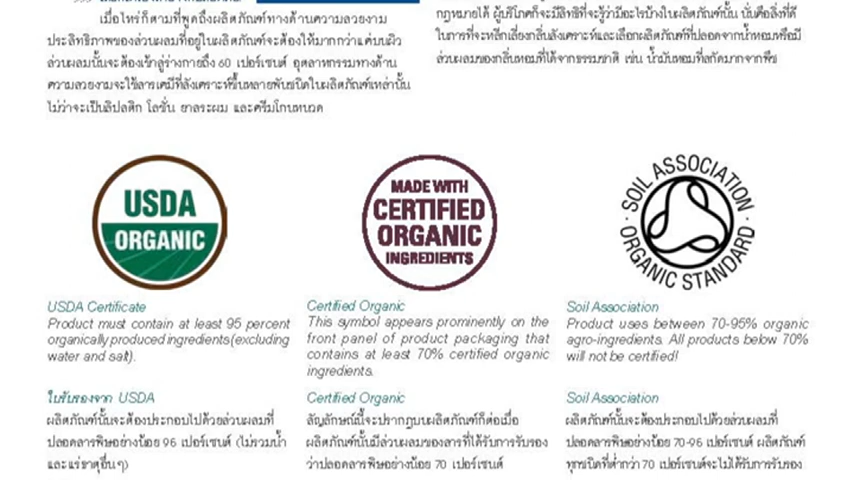 เมื่อไหร่ก็ตามที่พูดถึงผลิตภัณฑ์ทางด้านความสวยงาม
ประสิทธิภาพของส่วนผสมที่อยู่ในผลิตภัณฑ์จะต้องให้มากกว่าแค่บนผิว
ส่วนผสมนั้นจะต้องเข้าสู่ร่างกายถึง 60 เปอร์เซนต์ อุตสาหกรรมทางด้าน
ความสวยงามจะใช้สารเคมีที่สังเคราะห์ขึ้นหลายพันชนิดในผลิตภัณฑ์เหล่านั้น
ไม่ว่าจะเป็นลิปสติก โลชั่น ยาสระผม และครีมโกนหนวด
กฎหมายได้ ผู้บริโภคก็จะมีสิทธิที่จะรู้ว่ามีอะไรบ้างในผลิตภัณฑ์นั้น นั่นคือสิ่งที่ดี
ในการที่จะหลีกเลี่ยงกลิ่นสังเคราะห์และเลือกผลิตภัณฑ์ที่ปลอดจากน้ำหอมหรือมี
ส่วนผสมของกลิ่นหอมที่ได้จากธรรมชาติ เช่น น้ำมันหอมที่สกัดมากจากพืช
USDA
ORGANIC
MADE WITH
CERTIFIED
ORGANIC
INGREDIENTS
SOIL ASSOCIATION
ORGANIC STANDARD
USDA Certificate
Product must contain at least 95 percent
organically produced ingredients(excluding
water and salt).
Certified Organic
This symbol appears prominently on the
front panel of product packaging that
contains at least 70% certified organic
ingredients.
Soil Association
Product uses between 70-95% organic
agro-ingredients. All products below 70%
will not be certified!
ใบรับรองจาก USDA
ผลิตภัณฑ์นั้นจะต้องประกอบไปด้วยส่วนผสมที่
ปลอดสารพิษอย่างน้อย 95 เปอร์เซนต์ (ไม่รวมน้ำ
และแร่ธาตุอื่นๆ)
Certified Organic
สัญลักษณ์นี้จะปรากฏบนผลิตภัณฑ์ก็ต่อเมื่อ
ผลิตภัณฑ์นั้นมีส่วนผสมของสารที่ได้รับการรับรอง
ว่าปลอดสารพิษอย่างน้อย 70 เปอร์เซนต์
Soil Association
ผลิตภัณฑ์นั้นจะต้องประกอบไปด้วยส่วนผสมที่
ปลอดสารพิษอย่างน้อย 70-95 เปอร์เซนต์ ผลิตภัณฑ์
ทุกชนิดที่ต่ำกว่า 70 เปอร์เซนต์จะไม่ได้รับการรับรอง